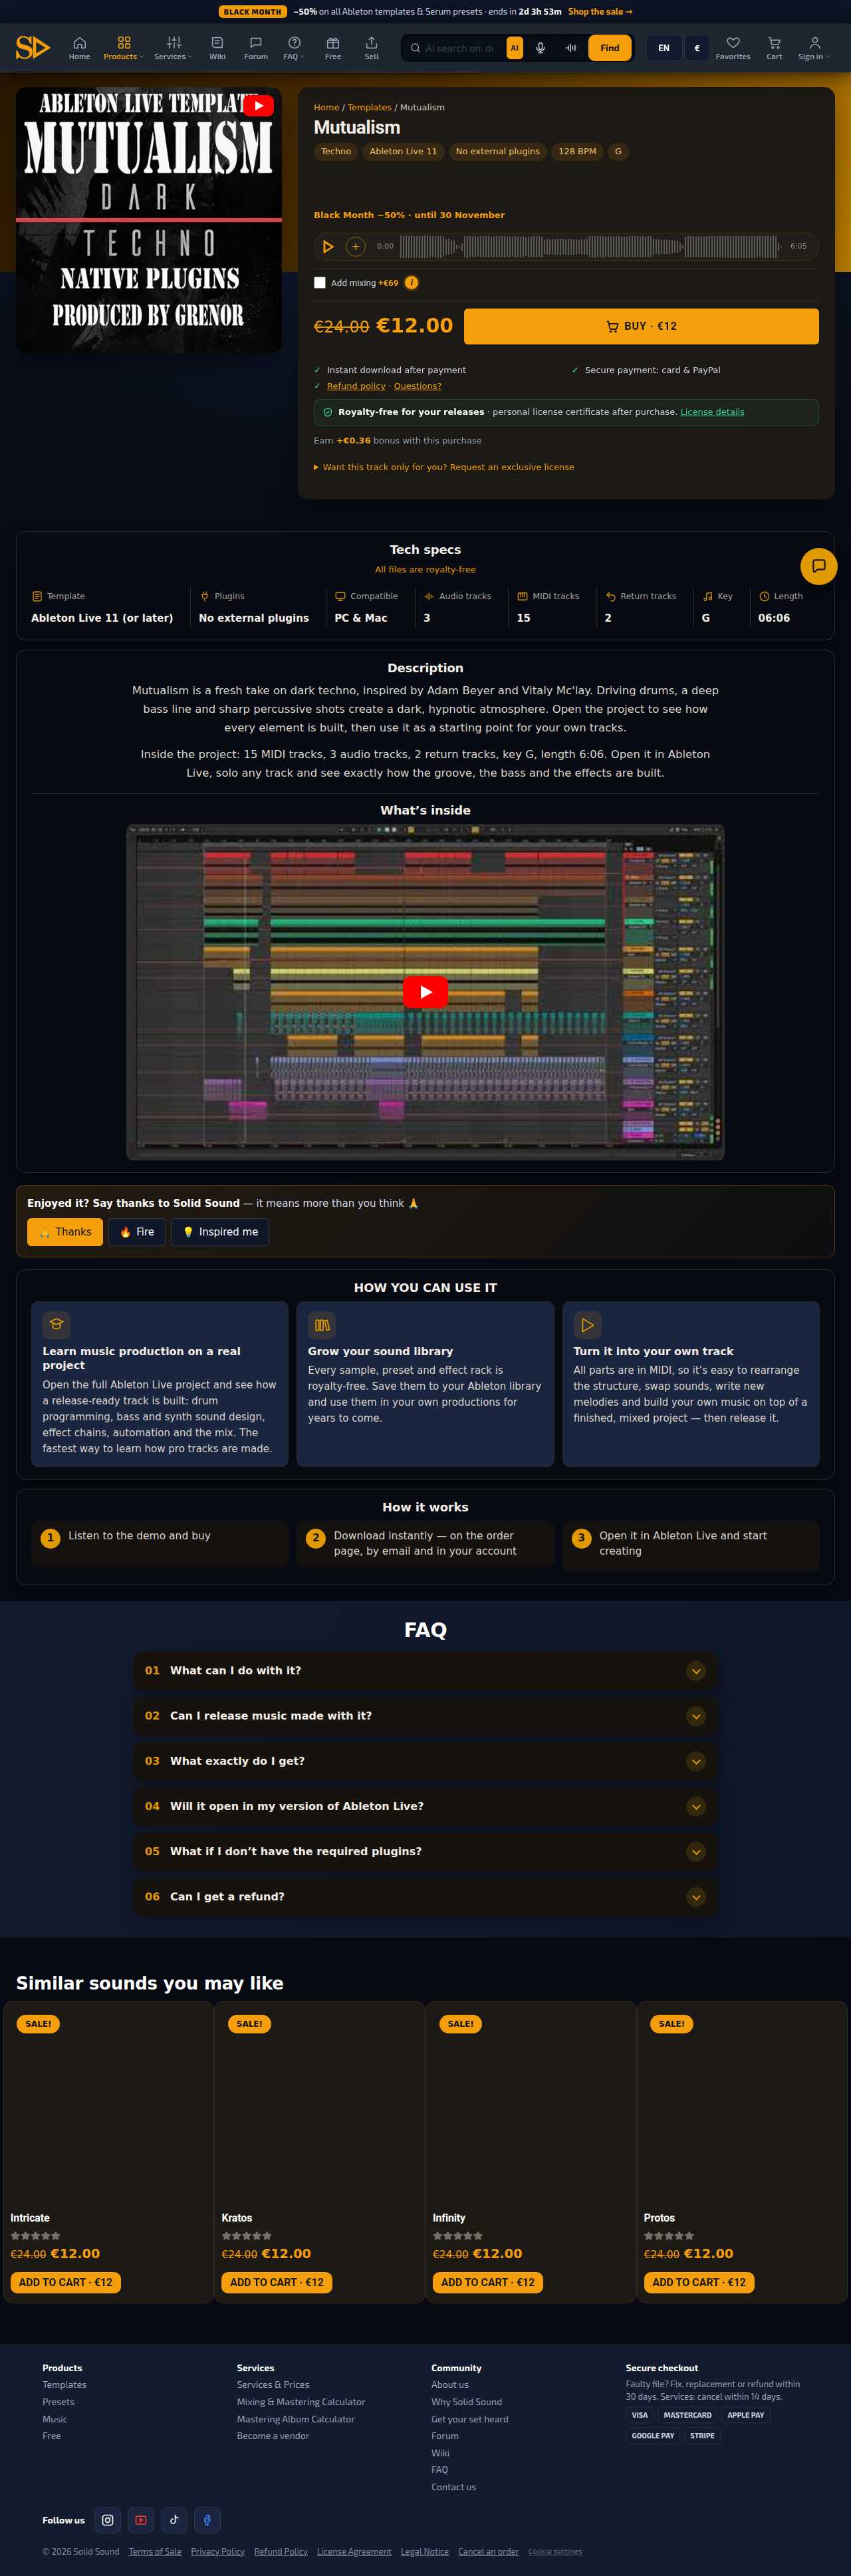 BLACK MONTH −50% on all Ableton templates & Serum presets · ends in 2d 3h 53m Shop the sale →
Home
Products
Services
Wiki
Forum
FAQ
Free
Sell
AI search on: de
AI
Find
EN
€
Favorites
Cart
Sign in
ABLETON LIVE TEMPLATE
MUTUALISM
DARK
TECHNO
NATIVE PLUGINS
PRODUCED BY GRENOR
Home / Templates / Mutualism
Mutualism
Techno
Ableton Live 11
No external plugins
128 BPM
G
Black Month −50% · until 30 November
0:00
6:05
Add mixing +€69 i
€24.00 €12.00
BUY · €12
✓ Instant download after payment
✓ Secure payment: card & PayPal
✓ Refund policy · Questions?
Royalty-free for your releases · personal license certificate after purchase. License details
Earn +€0.36 bonus with this purchase
Want this track only for you? Request an exclusive license
Tech specs
All files are royalty-free
Template
Ableton Live 11 (or later)
Plugins
No external plugins
Compatible
PC & Mac
Audio tracks
3
MIDI tracks
15
Return tracks
2
Key
G
Length
06:06
Description
Mutualism is a fresh take on dark techno, inspired by Adam Beyer and Vitaly Mc'lay. Driving drums, a deep
bass line and sharp percussive shots create a dark, hypnotic atmosphere. Open the project to see how
every element is built, then use it as a starting point for your own tracks.
Inside the project: 15 MIDI tracks, 3 audio tracks, 2 return tracks, key G, length 6:06. Open it in Ableton
Live, solo any track and see exactly how the groove, the bass and the effects are built.
What’s inside
Enjoyed it? Say thanks to Solid Sound — it means more than you think 🙏
🙏 Thanks
🔥 Fire
💡 Inspired me
HOW YOU CAN USE IT
Learn music production on a real
project
Open the full Ableton Live project and see how
a release-ready track is built: drum
programming, bass and synth sound design,
effect chains, automation and the mix. The
fastest way to learn how pro tracks are made.
Grow your sound library
Every sample, preset and effect rack is
royalty-free. Save them to your Ableton library
and use them in your own productions for
years to come.
Turn it into your own track
All parts are in MIDI, so it’s easy to rearrange
the structure, swap sounds, write new
melodies and build your own music on top of a
finished, mixed project — then release it.
How it works
1 Listen to the demo and buy
2 Download instantly — on the order
page, by email and in your account
3 Open it in Ableton Live and start
creating
FAQ
01 What can I do with it?
02 Can I release music made with it?
03 What exactly do I get?
04 Will it open in my version of Ableton Live?
05 What if I don’t have the required plugins?
06 Can I get a refund?
Similar sounds you may like
SALE!
SALE!
SALE!
SALE!
Intricate
€24.00 €12.00
ADD TO CART · €12
Kratos
€24.00 €12.00
ADD TO CART · €12
Infinity
€24.00 €12.00
ADD TO CART · €12
Protos
€24.00 €12.00
ADD TO CART · €12
Products
Templates
Presets
Music
Free
Services
Services & Prices
Mixing & Mastering Calculator
Mastering Album Calculator
Become a vendor
Community
About us
Why Solid Sound
Get your set heard
Forum
Wiki
FAQ
Contact us
Secure checkout
Faulty file? Fix, replacement or refund within
30 days. Services: cancel within 14 days.
VISA
MASTERCARD
APPLE PAY
GOOGLE PAY
STRIPE
Follow us
© 2026 Solid Sound Terms of Sale Privacy Policy Refund Policy License Agreement Legal Notice Cancel an order Cookie settings